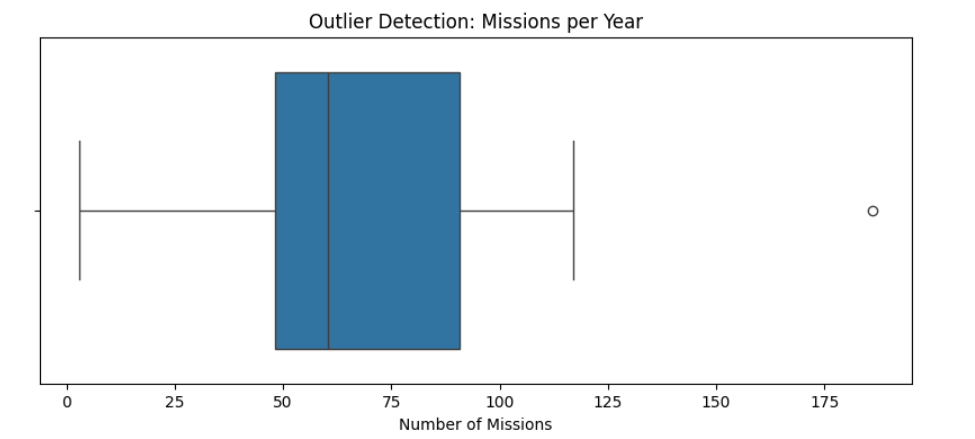 Outlier Detection: Missions per Year
0 25 50 75 100 125 150 175
Number of Missions